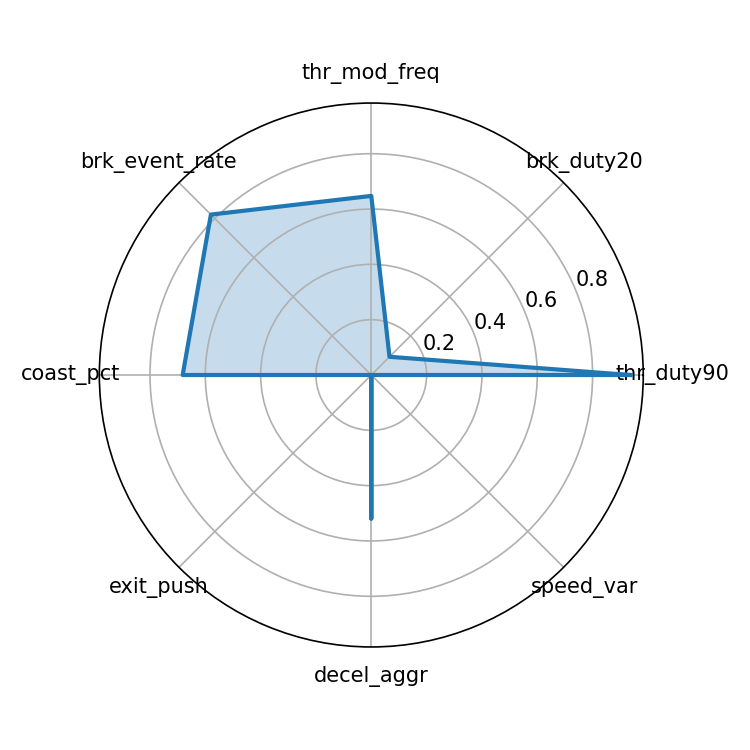 thr_mod_freq
brk_event_rate
brk_duty20
0.8
0.6
0.4
0.2
coast_pct
thr_duty90
exit_push
speed_var
decel_aggr